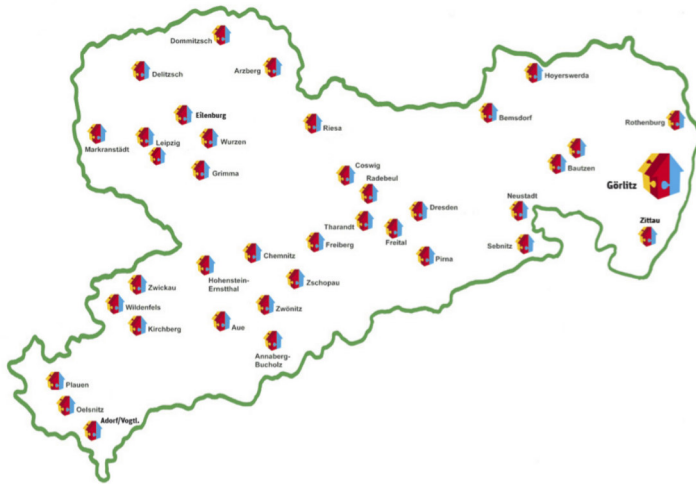 Dommitzsch
Delitzsch
Arzberg
Hoyerswerda
Eilenburg
Bernsdorf
Rothenburg
Riesa
Markranstädt
Leipzig
Wurzen
Grimma
Coswig
Bautzen
Radebeul
Görlitz
Neustadt
Dresden
Tharandt
Zittau
Freital
Freiberg
Sebnitz
Chemnitz
Pirna
Hohenstein-
Ernstthal
Zschopau
Zwickau
Wildenfels
Zwönitz
Kirchberg
Aue
Annaberg-
Bucholz
Plauen
Oelsnitz
Adorf/Vogtl.